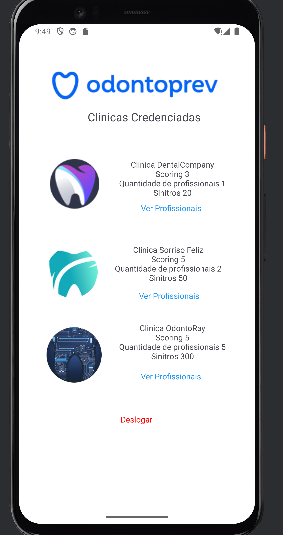 9:49
odontoprev
Clinicas Credenciadas
Clinica DentalCompany
Scoring 3
Quantidade de profissionais 1
Sinitros 20
Ver Profissionais
Clinica Sorriso Feliz
Scoring 5
Quantidade de profissionais 2
Sinitros 50
Ver Profissionais
Clinica OdontoRay
Scoring 5
Quantidade de profissionais 5
Sinitros 300
Ver Profissionais
Deslogar